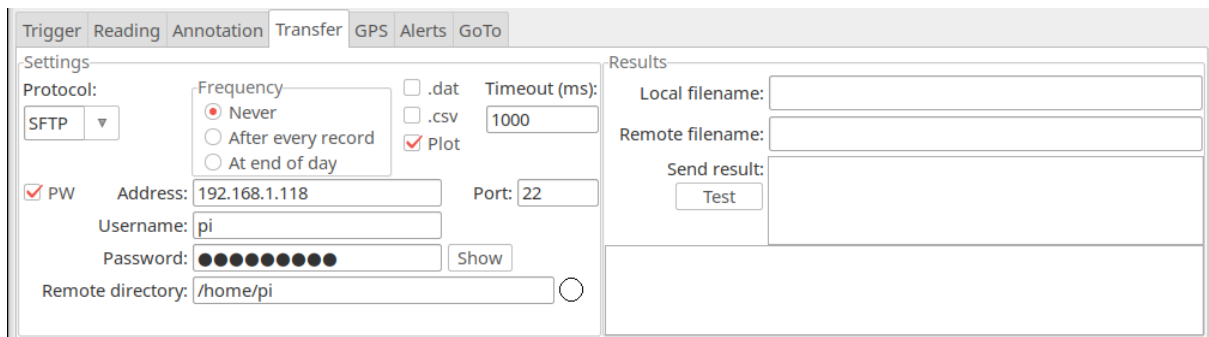 Trigger Reading Annotation Transfer GPS Alerts GoTo
Settings
Protocol:
SFTP
Frequency
Never
After every record
At end of day
.dat
.csv
Plot
Timeout (ms):
1000
PW Address: 192.168.1.118 Port: 22
Username: pi
Password: ●●●●●●●●● Show
Remote directory: /home/pi
Results
Local filename:
Remote filename:
Send result:
Test